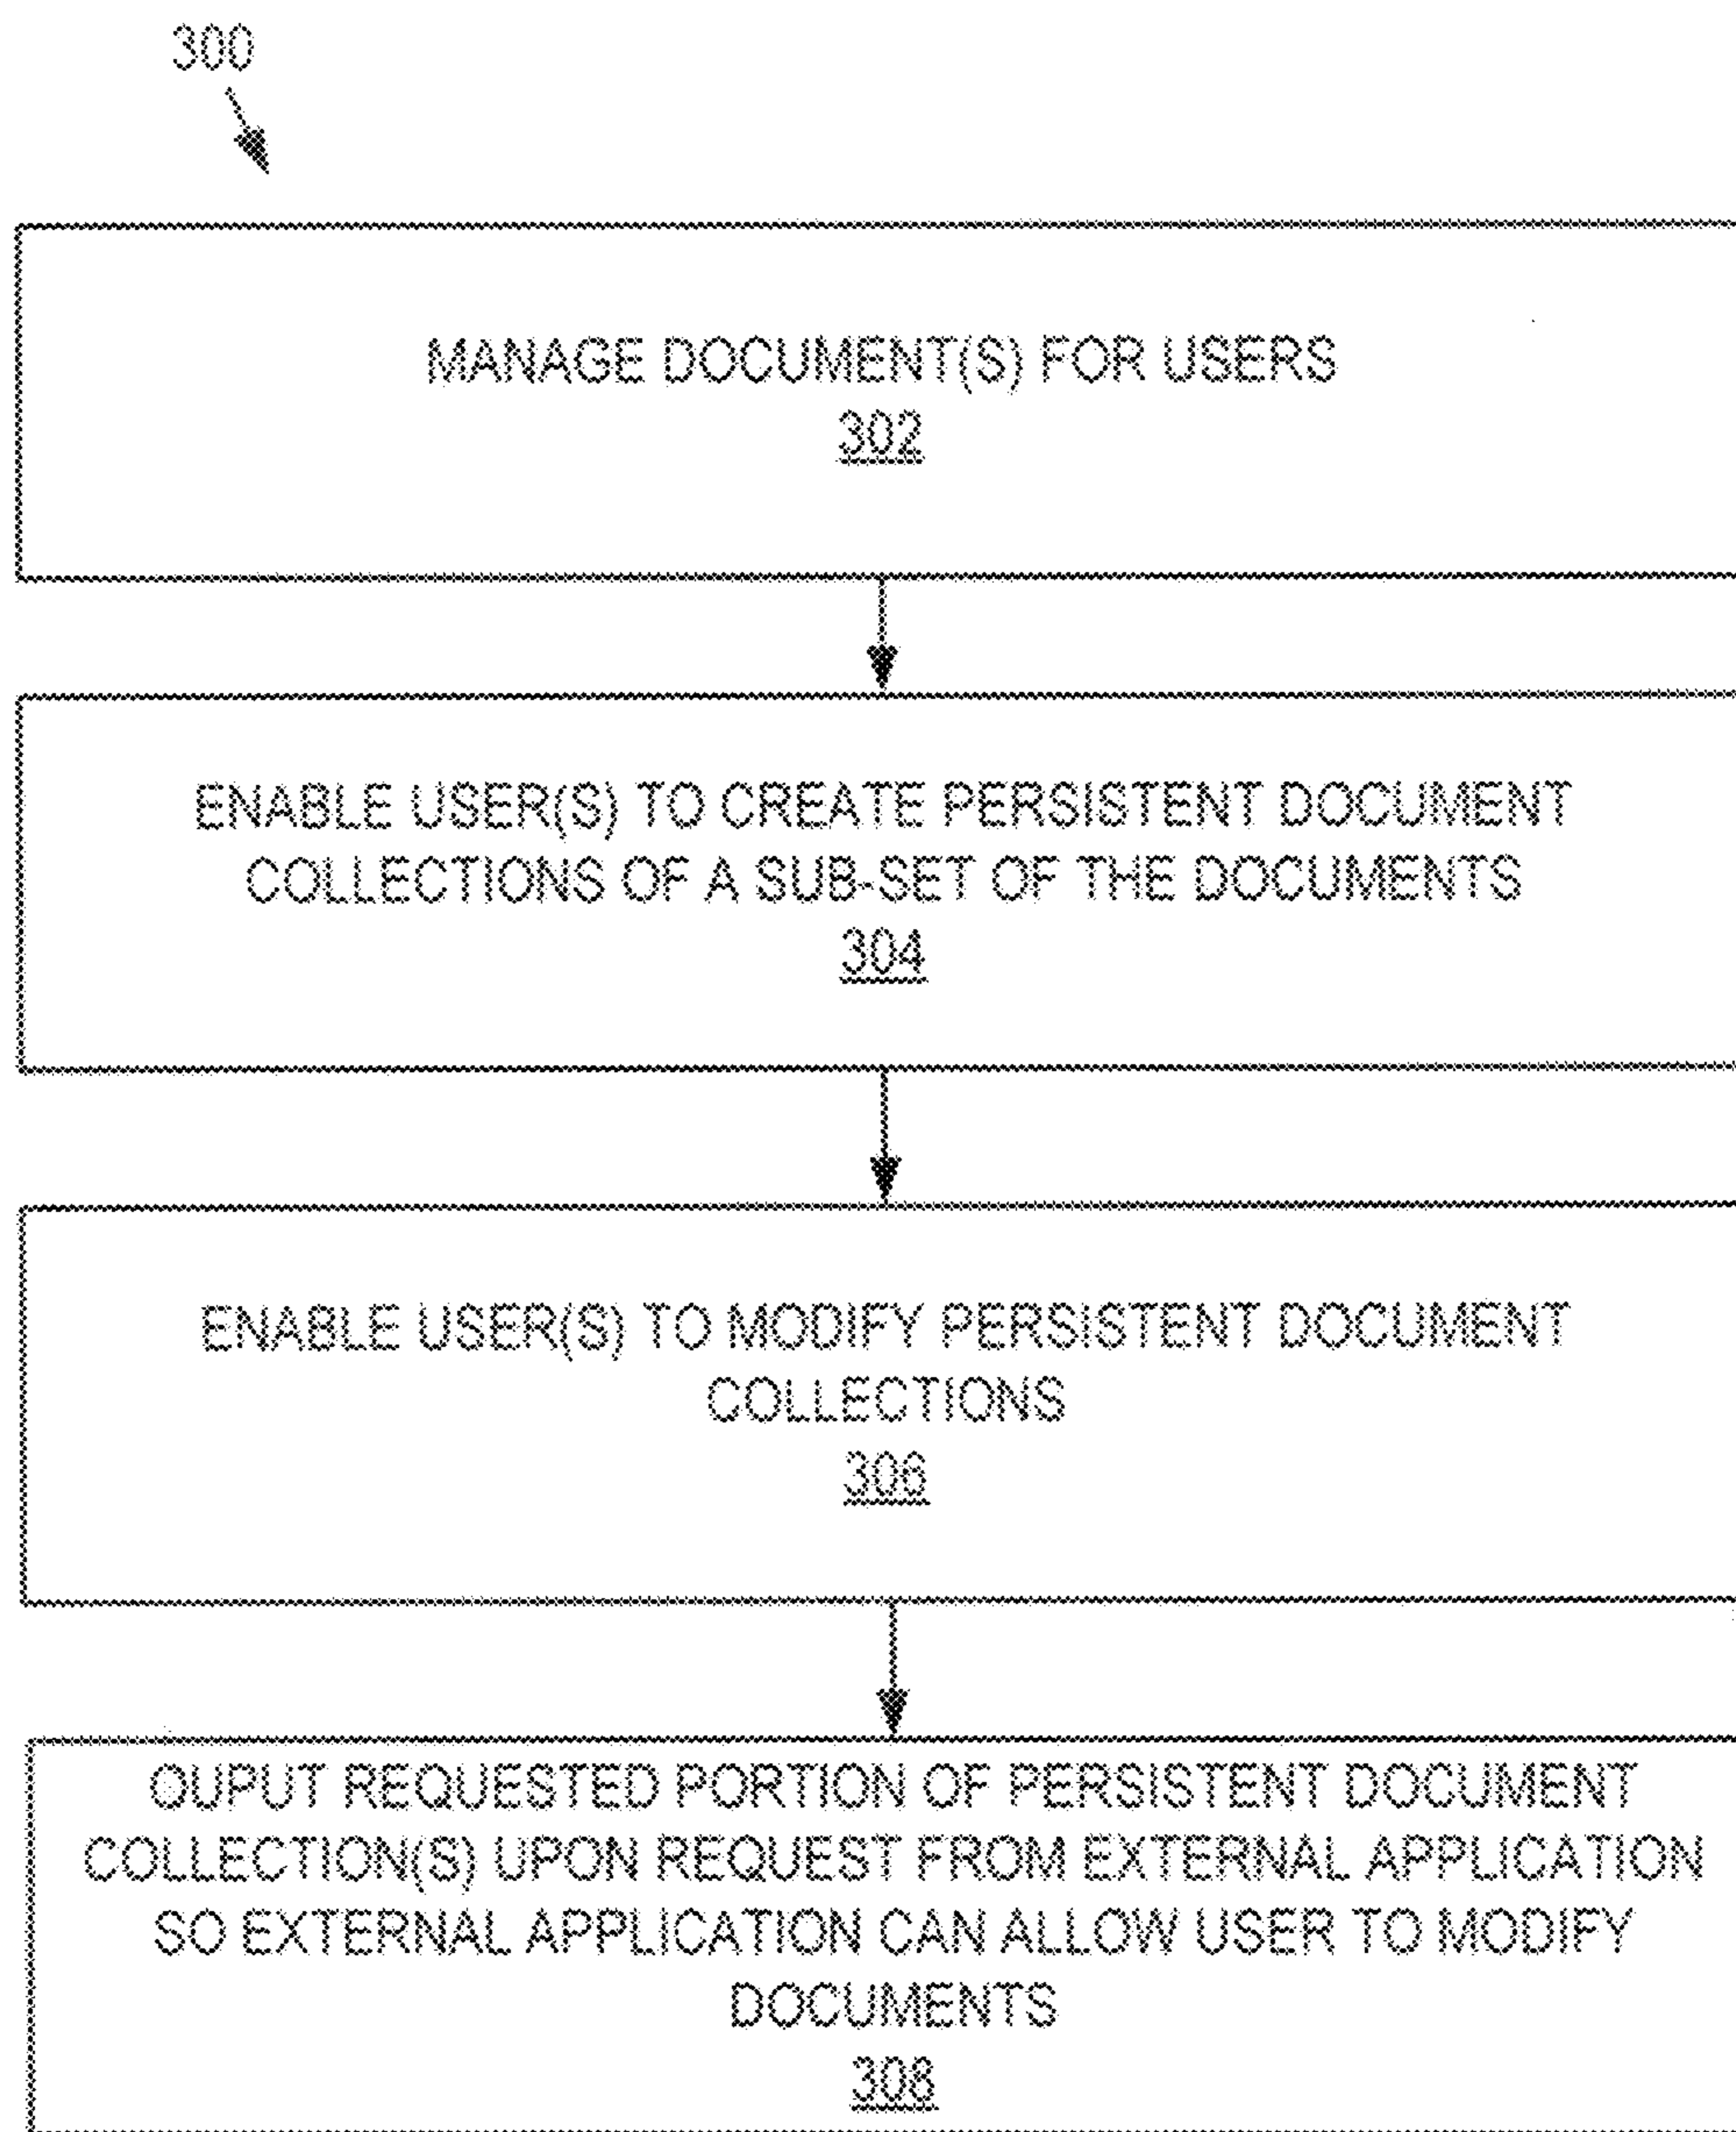 300
MANAGE DOCUMENT(S) FOR USERS
302
ENABLE USER(S) TO CREATE PERSISTENT DOCUMENT
COLLECTIONS OF A SUB-SET OF THE DOCUMENTS
304
ENABLE USER(S) TO MODIFY PERSISTENT DOCUMENT
COLLECTIONS
306
OUPUT REQUESTED PORTION OF PERSISTENT DOCUMENT
COLLECTION(S) UPON REQUEST FROM EXTERNAL APPLICATION
SO EXTERNAL APPLICATION CAN ALLOW USER TO MODIFY
DOCUMENTS
308